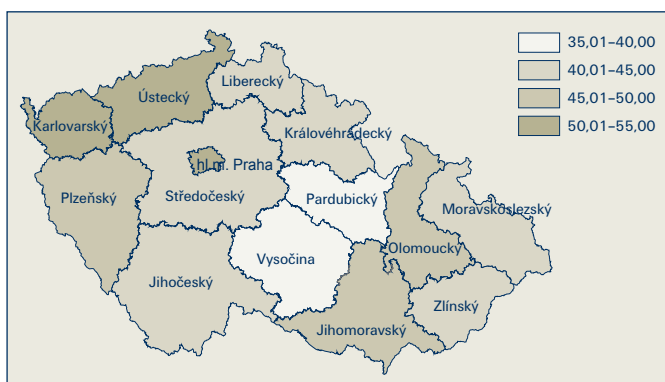 35,01–40,00
40,01–45,00
45,01–50,00
50,01–55,00
Liberecký
Ústecký
Karlovarský
Královéhradecký
hl.m. Praha
Plzeňský
Středočeský
Pardubický
Moravskoslezský
Olomoucký
Vysočina
Jihočeský
Zlínský
Jihomoravský